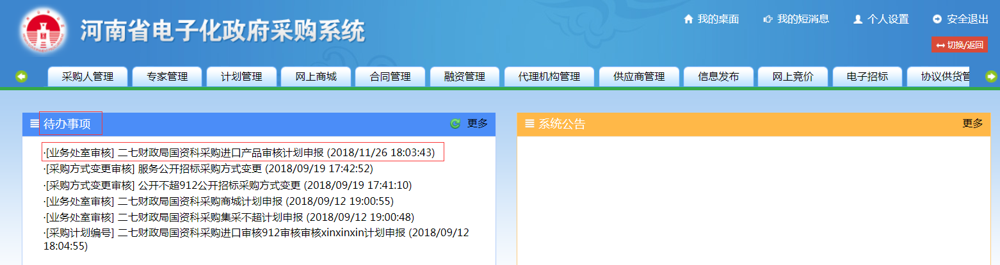 河南省电子化政府采购系统
我的桌面 我的短消息 个人设置 安全退出
切换/返回
采购人管理 专家管理 计划管理 网上商城 合同管理 融资管理 代理机构管理 供应商管理 信息发布 网上竞价 电子招标 协议供货管
待办事项 更多
·[业务处室审核] 二七财政局国资科采购进口产品审核计划申报 (2018/11/26 18:03:43)
·[采购方式变更审核] 服务公开招标采购方式变更 (2018/09/19 17:42:52)
·[采购方式变更审核] 公开不超912公开招标采购方式变更 (2018/09/19 17:41:10)
·[业务处室审核] 二七财政局国资科采购商城计划申报 (2018/09/12 19:00:55)
·[业务处室审核] 二七财政局国资科采购集采不超计划申报 (2018/09/12 19:00:48)
·[采购计划编号] 二七财政局国资科采购进口审核912审核审核xinxinxin计划申报 (2018/09/12
18:04:55)
系统公告 更多